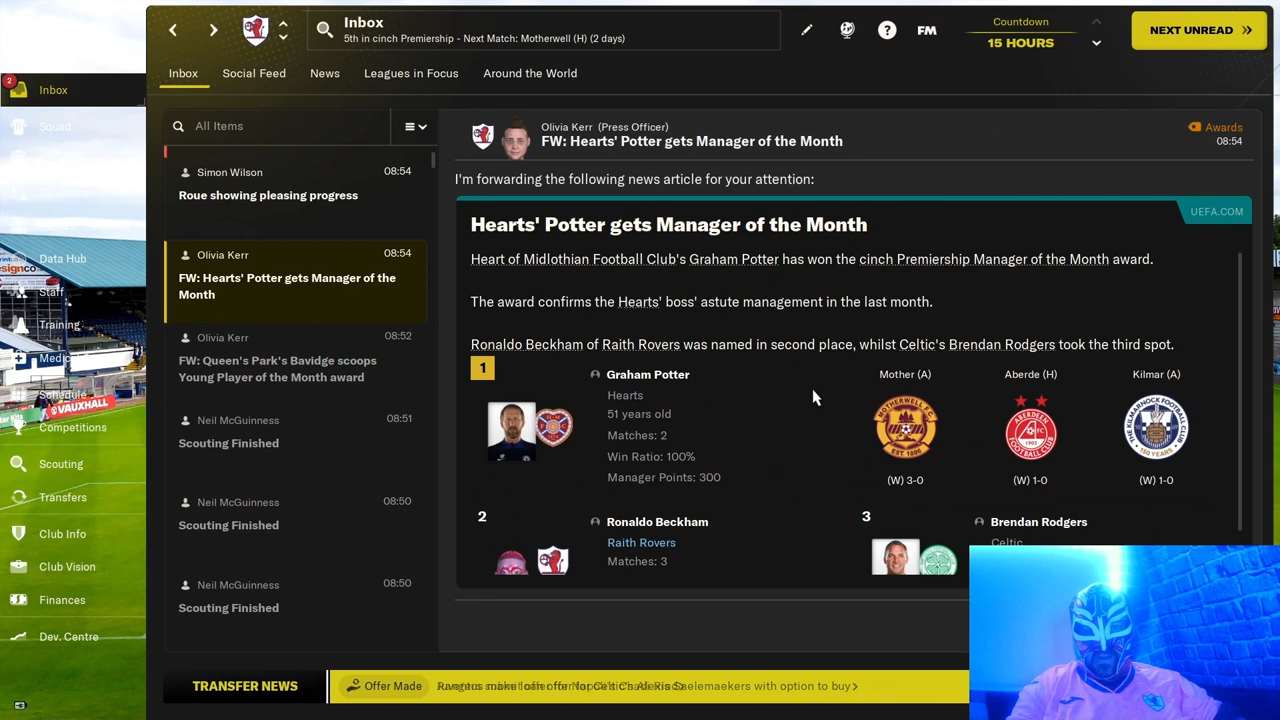 Inbox
5th in cinch Premiership - Next Match: Motherwell (H) (2 days)
FM
Countdown
15 HOURS
NEXT UNREAD
Inbox
Social Feed
News
Leagues in Focus
Around the World
2
Inbox
Squad
Data Hub
Staff
Training
Schedule
Competitions
Scouting
Transfers
Club Info
Club Vision
Finances
Dev. Centre
VAUXHALL
All Items
Simon Wilson
08:54
Roue showing pleasing progress
Olivia Kerr
08:54
FW: Hearts' Potter gets Manager of the
Month
Olivia Kerr
08:52
FW: Queen's Park's Bavidge scoops
Young Player of the Month award
Neil McGuinness
08:51
Scouting Finished
Neil McGuinness
08:50
Scouting Finished
Neil McGuinness
08:50
Scouting Finished
Olivia Kerr (Press Officer)
FW: Hearts' Potter gets Manager of the Month
Awards
08:54
I'm forwarding the following news article for your attention:
UEFA.COM
Hearts' Potter gets Manager of the Month
Heart of Midlothian Football Club's Graham Potter has won the cinch Premiership Manager of the Month award.
The award confirms the Hearts' boss' astute management in the last month.
Ronaldo Beckham of Raith Rovers was named in second place, whilst Celtic's Brendan Rodgers took the third spot.
1
Graham Potter
Hearts
51 years old
Matches: 2
Win Ratio: 100%
Manager Points: 300
Mother (A)
Aberde (H)
Kilmar (A)
MOTHERWELL F.C.
EST. 1886
(W) 3-0
(W) 1-0
(W) 1-0
2
Ronaldo Beckham
Raith Rovers
Matches: 3
3
Brendan Rodgers
Celtic
TRANSFER NEWS
Offer Made